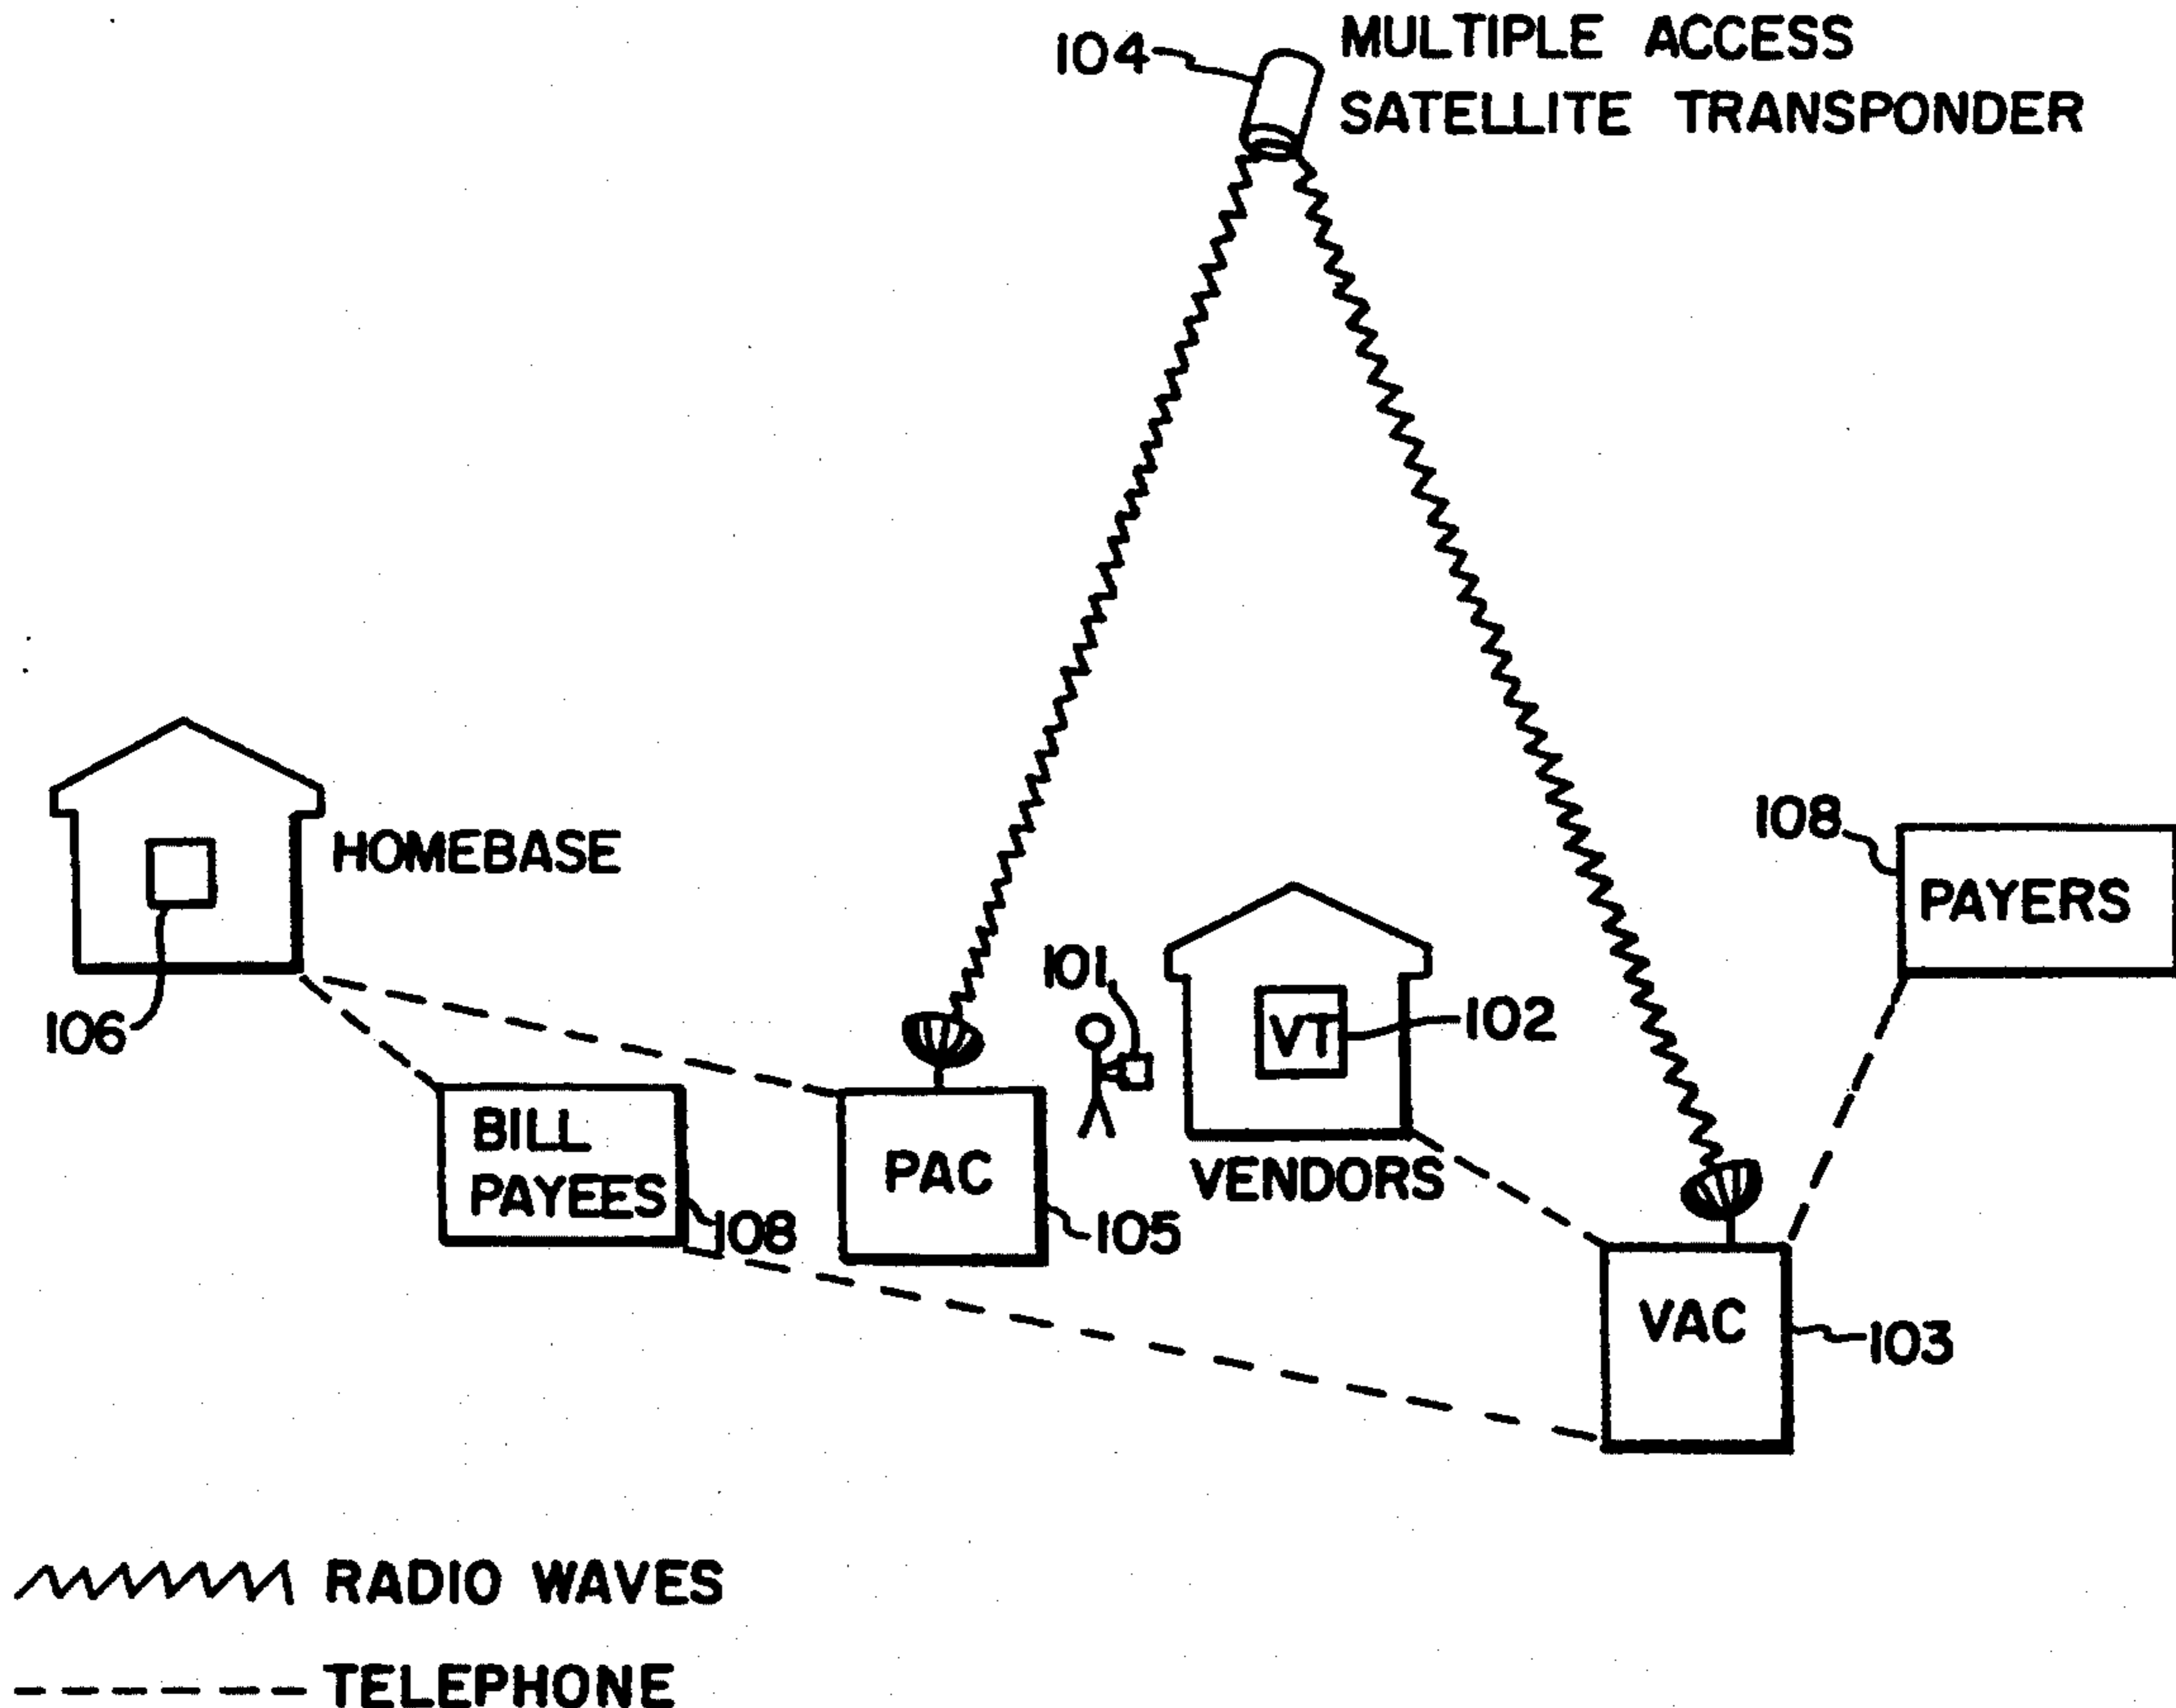 104
MULTIPLE ACCESS
SATELLITE TRANSPONDER
HOMEBASE
106
108
PAYERS
101
VT
102
BILL
PAYEES
108
PAC
105
VENDORS
VAC
103
RADIO WAVES
TELEPHONE